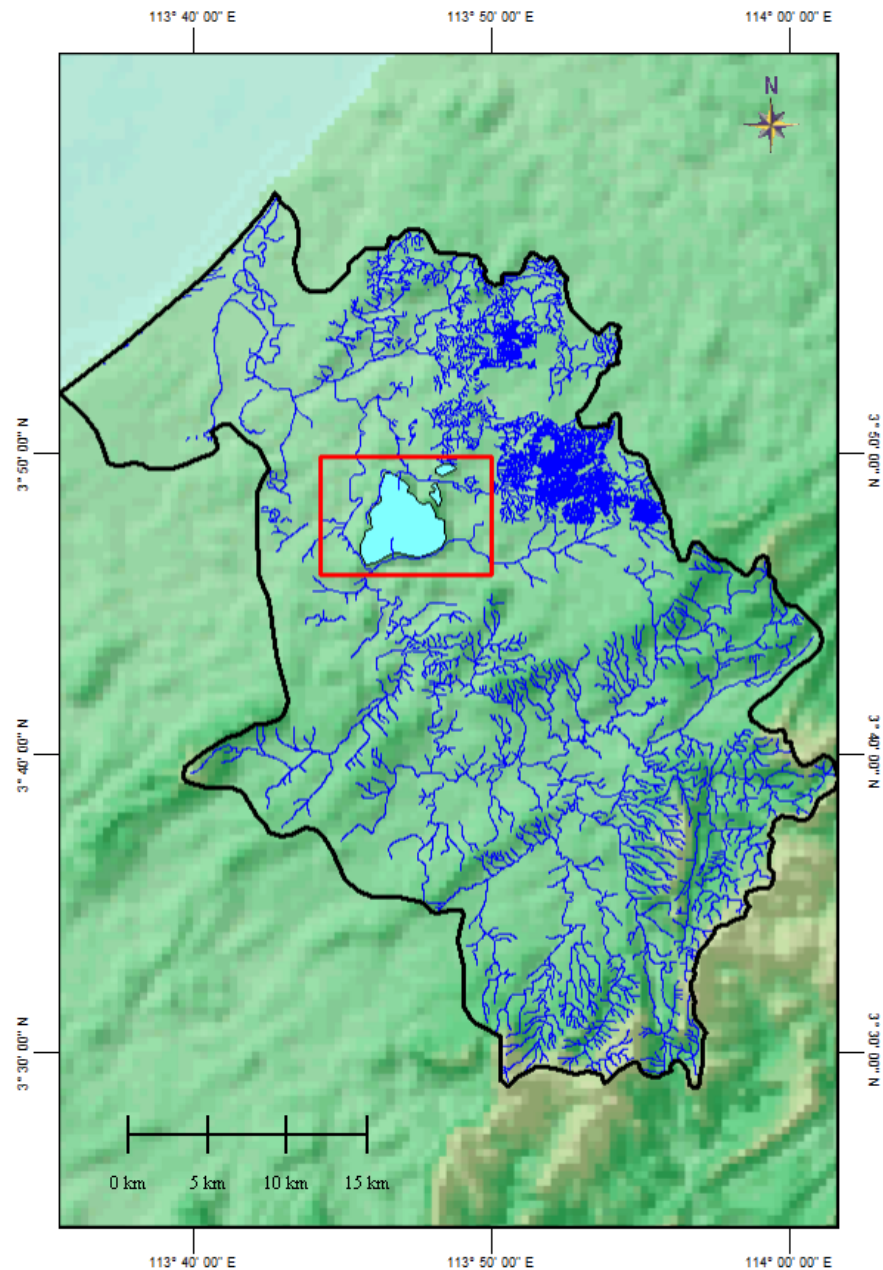 113° 40' 00" E 113° 50' 00" E 114° 00' 00" E
N
3° 50' 00" N 3° 50' 00" N
3° 40' 00" N 3° 40' 00" N
3° 30' 00" N 3° 30' 00" N
0 km 5 km 10 km 15 km
113° 40' 00" E 113° 50' 00" E 114° 00' 00" E